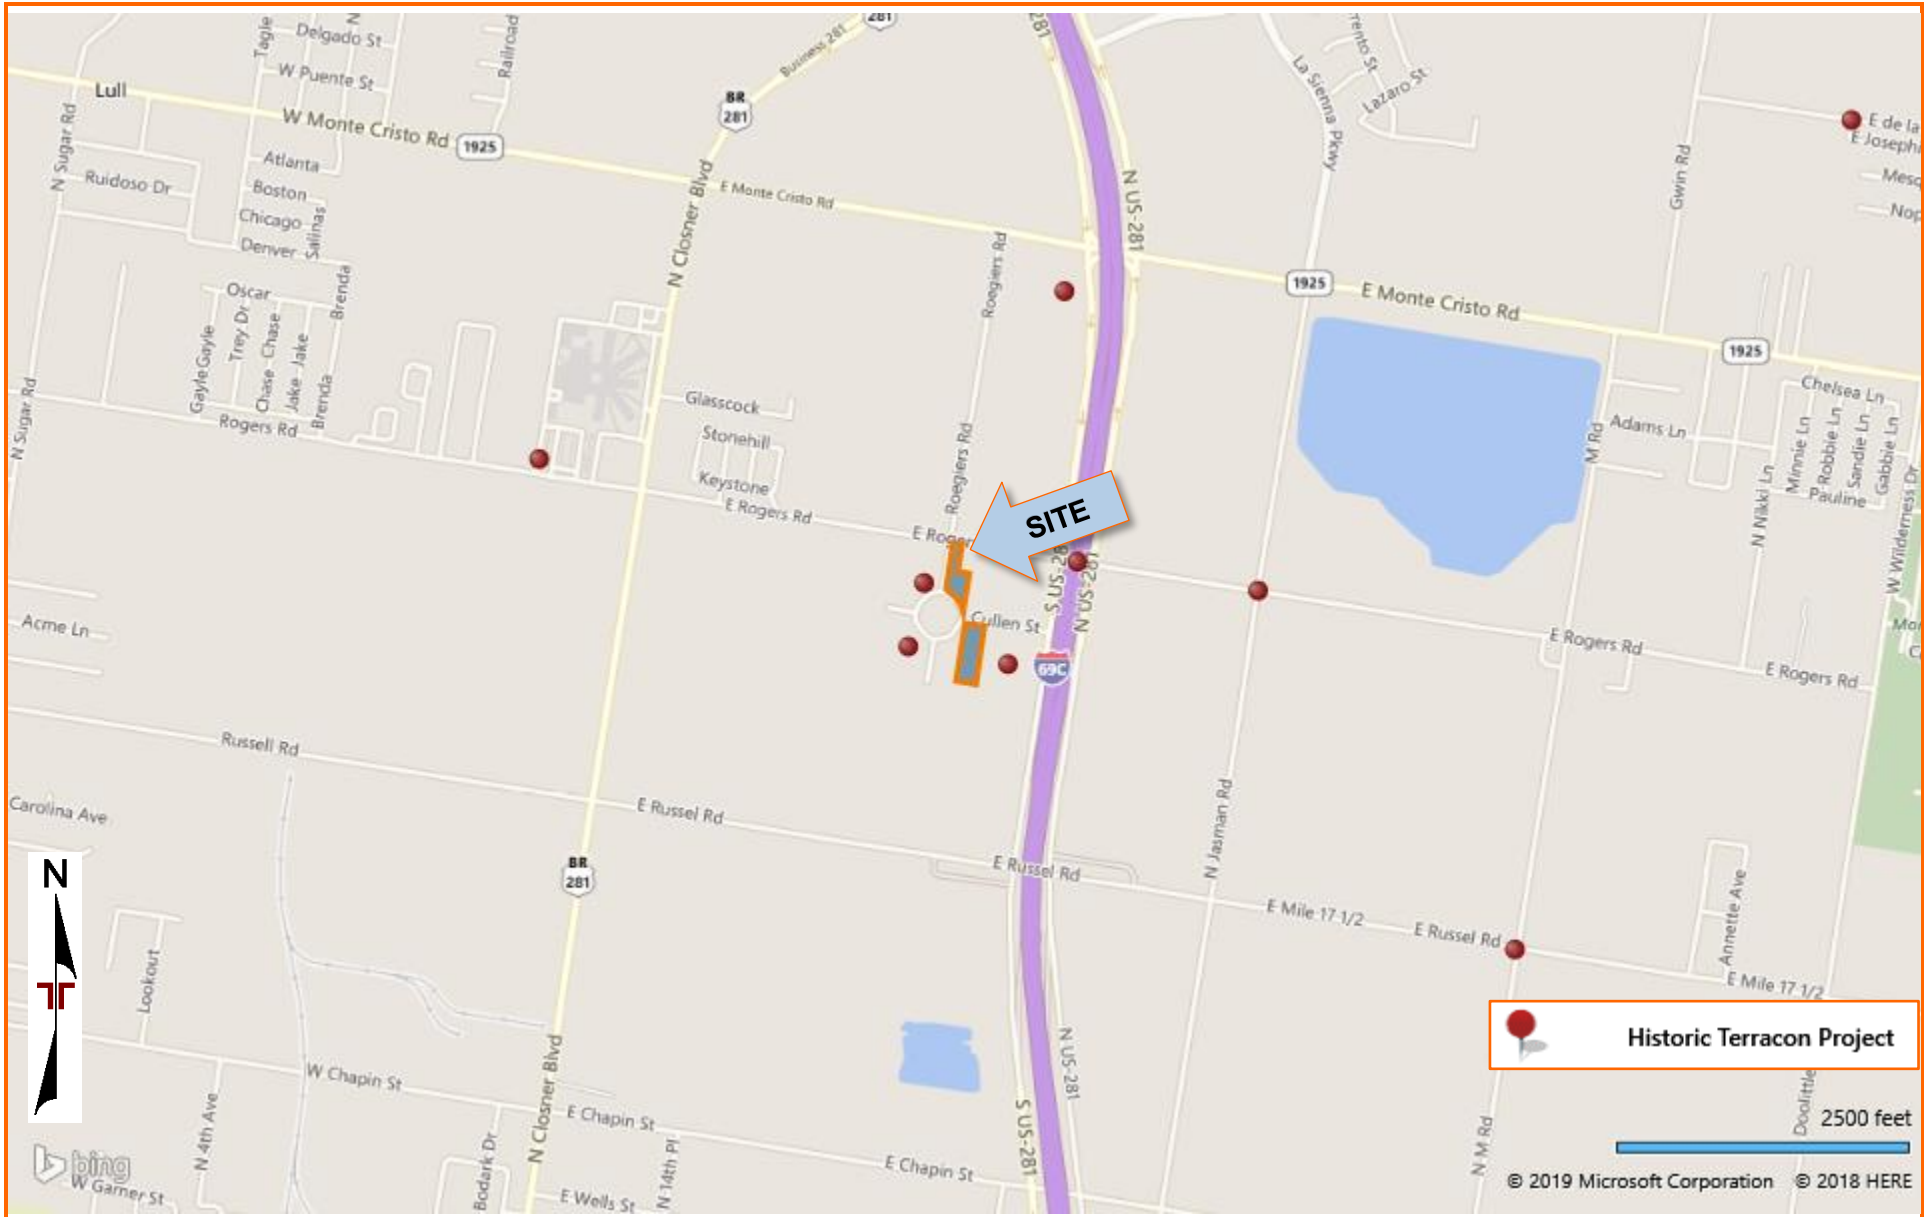 281
281
N
Delgado St
Tagle
Railroad
Business 281
W Puente St
Lull
BR
281
W Monte Cristo Rd
1925
N Sugar Rd
Atlanta
Ruidoso Dr
Boston
Chicago
Salinas
Denver
E Monte Cristo Rd
N Closner Blvd
N US-281
La Sienna Pkwy
Lazaro St
Gwin Rd
E de la
E Joseph
Mesq
Nop
Roegiers Rd
1925
E Monte Cristo Rd
1925
Oscar
Brenda
Trey Dr
Chase
Chase
Jake
Jake
Gayle
Gayle
Brenda
Rogers Rd
N Sugar Rd
Glasscock
Stonehill
Keystone
E Rogers Rd
Roegiers Rd
E Roge
SITE
S US-28
N US-281
Cullen St
69C
Chelsea Ln
Adams Ln
M Rd
Minnie Ln
Robbie Ln
Sandie Ln
Gabbie Ln
Pauline
N Nikki Ln
W Wilderness Dr
E Rogers Rd
E Rogers Rd
Mo
C
Acme Ln
Russell Rd
Carolina Ave
E Russel Rd
E Russel Rd
N Jasman Rd
E Mile 17 1/2
E Russel Rd
Annette Ave
E Mile 17 1/2
N
BR
281
Lookout
W Chapin St
N 4th Ave
N Closner Blvd
E Chapin St
Bodark Dr
N 14th Pl
E Chapin St
E Wells St
W Garner St
N US-281
S US-281
N M Rd
Doolittle
Historic Terracon Project
2500 feet
bing
© 2019 Microsoft Corporation © 2018 HERE